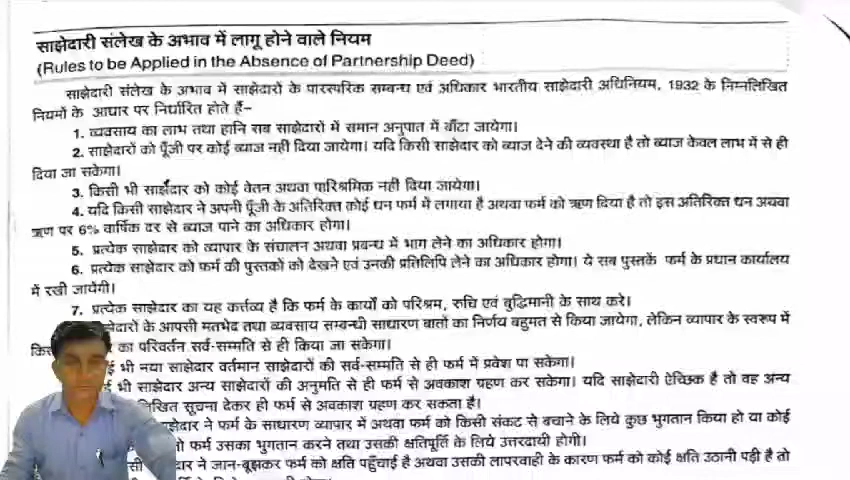 साझेदारी संलेख के अभाव में लागू होने वाले नियम
(Rules to be Applied in the Absence of Partnership Deed)
साझेदारी संलेख के अभाव में साझेदारों के पारस्परिक सम्बन्ध एवं अधिकार भारतीय साझेदारी अधिनियम, 1932 के निम्नलिखित
नियमों के आधार पर निर्धारित होते हैं–
1. व्यवसाय का लाभ तथा हानि सब साझेदारों में समान अनुपात में बाँटा जायेगा।
2. साझेदारों को पूँजी पर कोई ब्याज नहीं दिया जायेगा। यदि किसी साझेदार को ब्याज देने की व्यवस्था है तो ब्याज केवल लाभ में से ही
दिया जा सकेगा।
3. किसी भी साझेदार को कोई वेतन अथवा पारिश्रमिक नहीं दिया जायेगा।
4. यदि किसी साझेदार ने अपनी पूँजी के अतिरिक्त कोई धन फर्म में लगाया है अथवा फर्म को ऋण दिया है तो इस अतिरिक्त धन अथवा
ऋण पर 6% वार्षिक दर से ब्याज पाने का अधिकार होगा।
5. प्रत्येक साझेदार को व्यापार के संचालन अथवा प्रबन्ध में भाग लेने का अधिकार होगा।
6. प्रत्येक साझेदार को फर्म की पुस्तकों को देखने एवं उनकी प्रतिलिपि लेने का अधिकार होगा। ये सब पुस्तकें फर्म के प्रधान कार्यालय
में रखी जायेंगी।
7. प्रत्येक साझेदार का यह कर्त्तव्य है कि फर्म के कार्यों को परिश्रम, रुचि एवं बुद्धिमानी के साथ करे।
के आपसी मतभेद तथा व्यवसाय सम्बन्धी साधारण बातों का निर्णय बहुमत से किया जायेगा, लेकिन व्यापार के स्वरूप में
का परिवर्तन सर्व-सम्मति से ही किया जा सकेगा।
भी नया साझेदार वर्तमान साझेदारों की सर्व-सम्मति से ही फर्म में प्रवेश पा सकेगा।
भी साझेदार अन्य साझेदारों की अनुमति से ही फर्म से अवकाश ग्रहण कर सकेगा। यदि साझेदारी ऐच्छिक है तो वह अन्य
सूचना देकर ही फर्म से अवकाश ग्रहण कर सकता है।
ने फर्म के साधारण व्यापार में अथवा फर्म को किसी संकट से बचाने के लिये कुछ भुगतान किया हो या कोई
फर्म उसका भुगतान करने तथा उसकी क्षतिपूर्ति के लिये उत्तरदायी होगी।
ने जान-बूझकर फर्म को क्षति पहुँचाई है अथवा उसकी लापरवाही के कारण फर्म को कोई क्षति उठानी पड़ी है तो